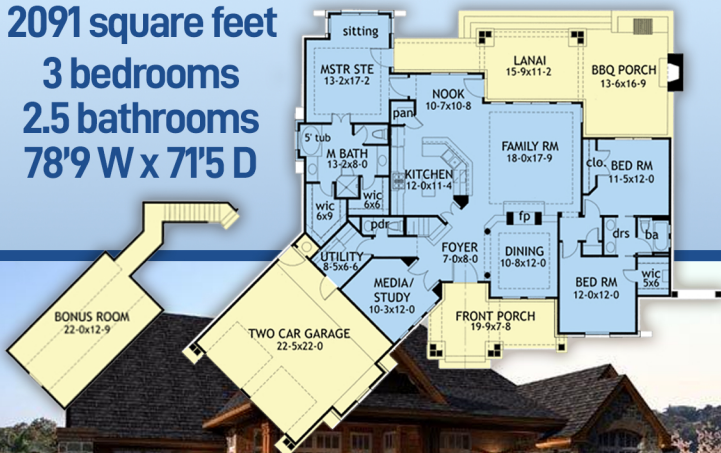 2091 square feet
3 bedrooms
2.5 bathrooms
78'9 W x 71'5 D
sitting
MSTR STE
13-2x17-2
LANAI
15-9x11-2
BBQ PORCH
13-6x16-9
NOOK
10-7x10-8
pan
5' tub
M BATH
13-2x8-0
KITCHEN
12-0x11-4
FAMILY RM
18-0x17-9
clo.
BED RM
11-5x12-0
wic
6x9
wic
6x6
pdr
fp
drs
ba
UTILITY
8-5x6-6
FOYER
7-0x8-0
DINING
10-8x12-0
wic
5x6
MEDIA/
STUDY
10-3x12-0
BED RM
12-0x12-0
BONUS ROOM
22-0x12-9
TWO CAR GARAGE
22-5x22-0
FRONT PORCH
19-9x7-8